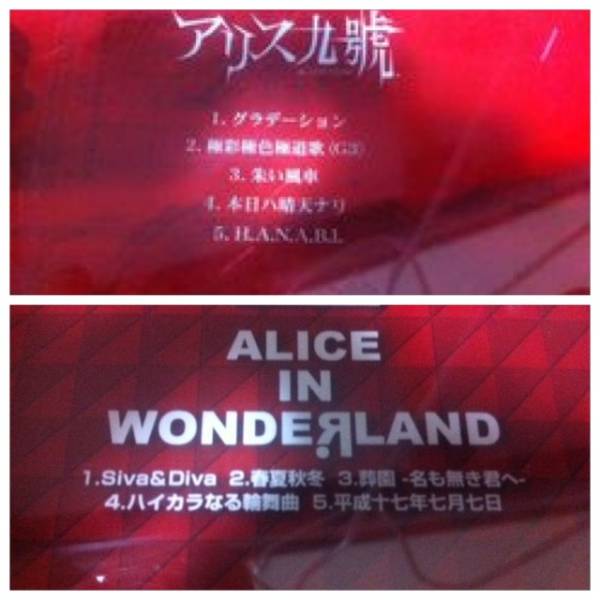 アリス九號.
1. グラデーション
2. 極彩極色極道歌〈G3〉
3. 朱い風車
4. 本日ハ晴天ナリ
5. H.A.N.A.B.I.
ALICE
IN
WONDEЯLAND
1.Siva&Diva 2.春夏秋冬 3.葬園 -名も無き君へ-
4.ハイカラなる輪舞曲 5.平成十七年七月七日